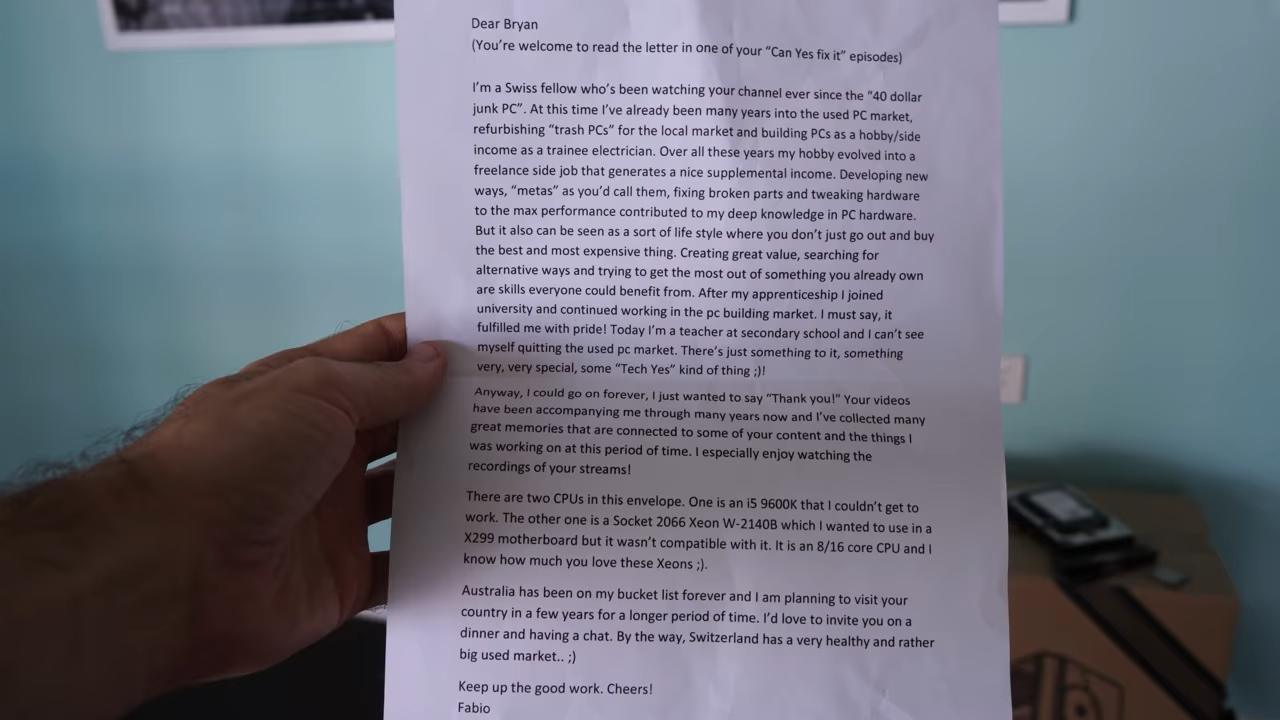 Dear Bryan
(You're welcome to read the letter in one of your “Can Yes fix it” episodes)
I'm a Swiss fellow who's been watching your channel ever since the “40 dollar
junk PC”. At this time I've already been many years into the used PC market,
refurbishing “trash PCs” for the local market and building PCs as a hobby/side
income as a trainee electrician. Over all these years my hobby evolved into a
freelance side job that generates a nice supplemental income. Developing new
ways, “metas” as you'd call them, fixing broken parts and tweaking hardware
to the max performance contributed to my deep knowledge in PC hardware.
But it also can be seen as a sort of life style where you don't just go out and buy
the best and most expensive thing. Creating great value, searching for
alternative ways and trying to get the most out of something you already own
are skills everyone could benefit from. After my apprenticeship I joined
university and continued working in the pc building market. I must say, it
fulfilled me with pride! Today I'm a teacher at secondary school and I can't see
myself quitting the used pc market. There's just something to it, something
very, very special, some “Tech Yes” kind of thing ;)!
Anyway, I could go on forever, I just wanted to say “Thank you!” Your videos
have been accompanying me through many years now and I've collected many
great memories that are connected to some of your content and the things I
was working on at this period of time. I especially enjoy watching the
recordings of your streams!
There are two CPUs in this envelope. One is an i5 9600K that I couldn't get to
work. The other one is a Socket 2066 Xeon W-2140B which I wanted to use in a
X299 motherboard but it wasn't compatible with it. It is an 8/16 core CPU and I
know how much you love these Xeons ;).
Australia has been on my bucket list forever and I am planning to visit your
country in a few years for a longer period of time. I'd love to invite you on a
dinner and having a chat. By the way, Switzerland has a very healthy and rather
big used market.. ;)
Keep up the good work. Cheers!
Fabio